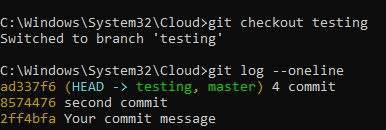 C:\Windows\System32\Cloud>git checkout testing
Switched to branch 'testing'
C:\Windows\System32\Cloud>git log --oneline
ad337f6 (HEAD -> testing, master) 4 commit
8574476 second commit
2ff4bfa Your commit message